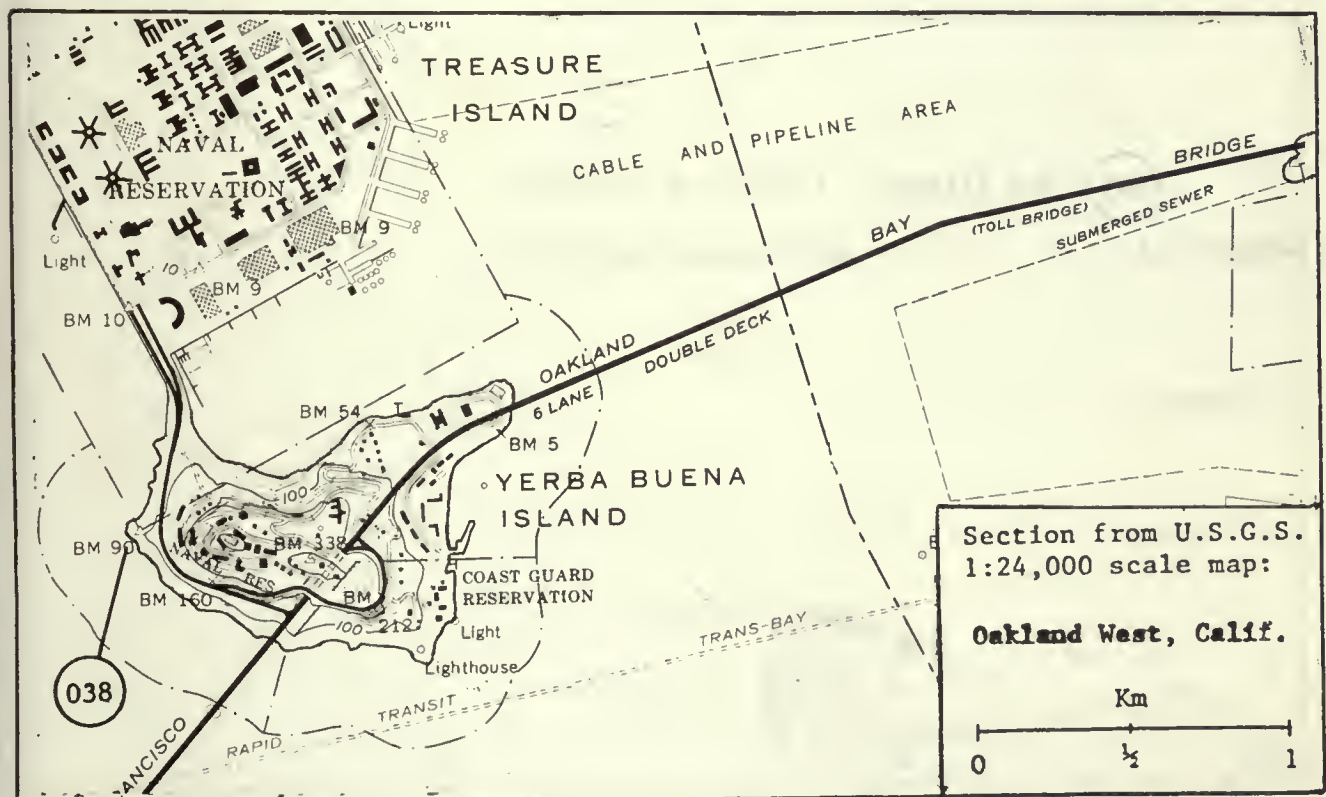 Light
TREASURE
ISLAND
CABLE AND PIPELINE AREA
NAVAL
RESERVATION
BM 9
Light
10
BM 9
BM 10
BRIDGE
(TOLL BRIDGE)
SUBMERGED SEWER
BAY
DOUBLE DECK
OAKLAND
6 LANE
BM 54
BM 5
YERBA BUENA
ISLAND
100
BM 90
BM 338
NAVAL RES
BM
BM 160
COAST GUARD
RESERVATION
100
212
Light
Lighthouse
038
TRANS-BAY
TRANSIT
RAPID
ANCISCO
Section from U.S.G.S.
1:24,000 scale map:
Oakland West, Calif.
Km
0 ½ 1